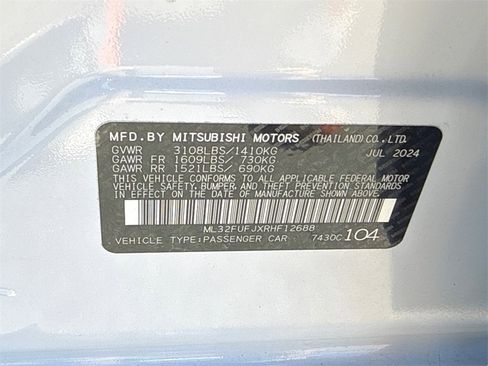 MFD.BY MITSUBISHI MOTORS (THAILAND)CO.,LTD.
GVWR 3108LBS/1410KG JUL 2024
GAWR FR 1609LBS/ 730KG
GAWR RR 1521LBS/ 690KG
THIS VEHICLE CONFORMS TO ALL APPLICABLE FEDERAL MOTOR VEHICLE
SAFETY, BUMPER, AND THEFT PREVENTION STANDARDS
IN EFFECT ON THE DATE OF MANUFACTURE SHOWN ABOVE.
ML32FUFJXRHF12688
VEHICLE TYPE:PASSENGER CAR 7430C 104